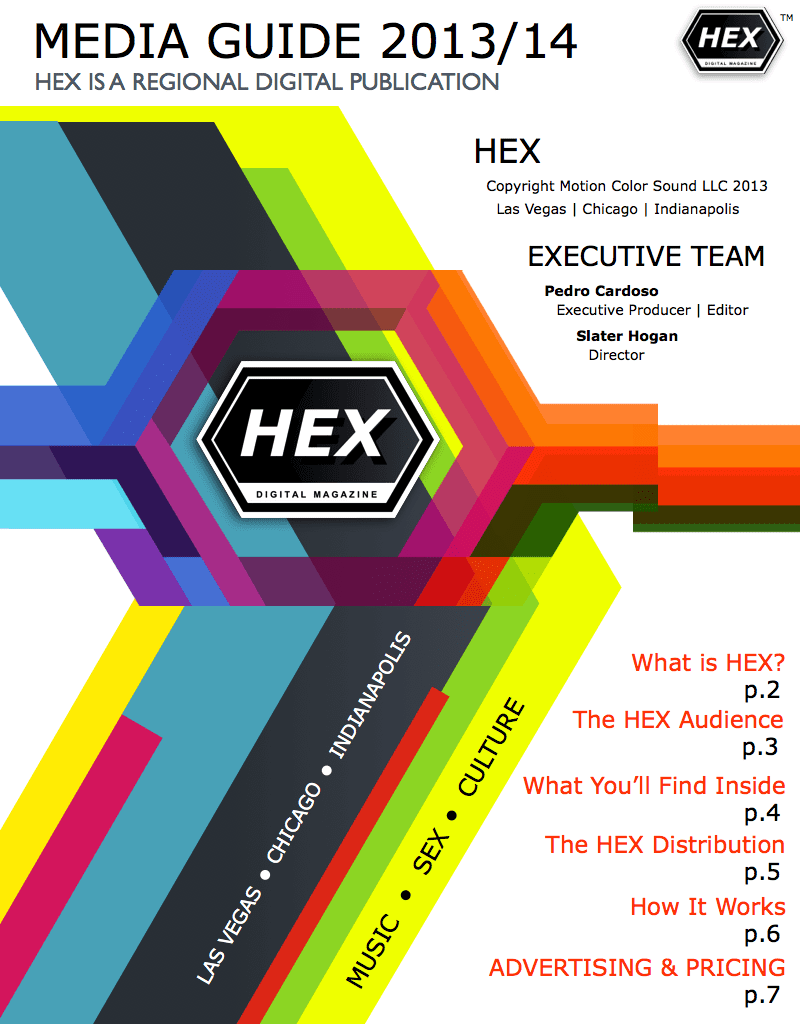 MEDIA GUIDE 2013/14
HEX IS A REGIONAL DIGITAL PUBLICATION
HEX
TM
DIGITAL MAGAZINE
HEX
Copyright Motion Color Sound LLC 2013
Las Vegas | Chicago | Indianapolis
EXECUTIVE TEAM
Pedro Cardoso
Executive Producer | Editor
Slater Hogan
Director
HEX
DIGITAL MAGAZINE
LAS VEGAS • CHICAGO • INDIANAPOLIS
MUSIC • SEX • CULTURE
What is HEX?
p.2
The HEX Audience
p.3
What You’ll Find Inside
p.4
The HEX Distribution
p.5
How It Works
p.6
ADVERTISING & PRICING
p.7